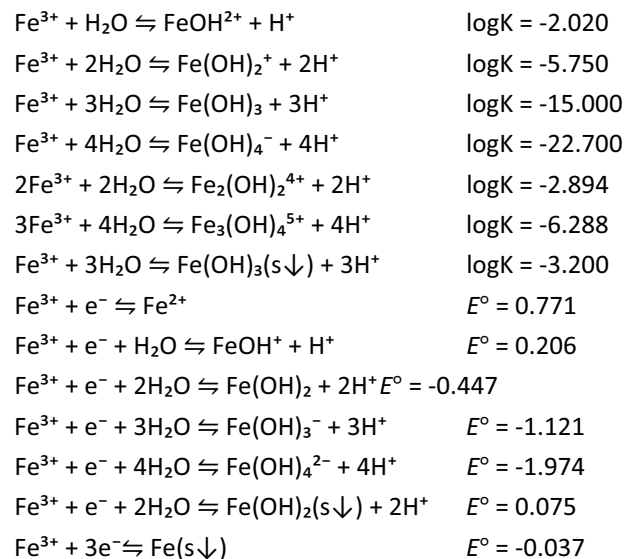 Fe³⁺ + H₂O ⇋ FeOH²⁺ + H⁺ logK = -2.020
Fe³⁺ + 2H₂O ⇋ Fe(OH)₂⁺ + 2H⁺ logK = -5.750
Fe³⁺ + 3H₂O ⇋ Fe(OH)₃ + 3H⁺ logK = -15.000
Fe³⁺ + 4H₂O ⇋ Fe(OH)₄⁻ + 4H⁺ logK = -22.700
2Fe³⁺ + 2H₂O ⇋ Fe₂(OH)₂⁴⁺ + 2H⁺ logK = -2.894
3Fe³⁺ + 4H₂O ⇋ Fe₃(OH)₄⁵⁺ + 4H⁺ logK = -6.288
Fe³⁺ + 3H₂O ⇋ Fe(OH)₃(s↓) + 3H⁺ logK = -3.200
Fe³⁺ + e⁻ ⇋ Fe²⁺ E° = 0.771
Fe³⁺ + e⁻ + H₂O ⇋ FeOH⁺ + H⁺ E° = 0.206
Fe³⁺ + e⁻ + 2H₂O ⇋ Fe(OH)₂ + 2H⁺ E° = -0.447
Fe³⁺ + e⁻ + 3H₂O ⇋ Fe(OH)₃⁻ + 3H⁺ E° = -1.121
Fe³⁺ + e⁻ + 4H₂O ⇋ Fe(OH)₄²⁻ + 4H⁺ E° = -1.974
Fe³⁺ + e⁻ + 2H₂O ⇋ Fe(OH)₂(s↓) + 2H⁺ E° = 0.075
Fe³⁺ + 3e⁻⇋ Fe(s↓) E° = -0.037